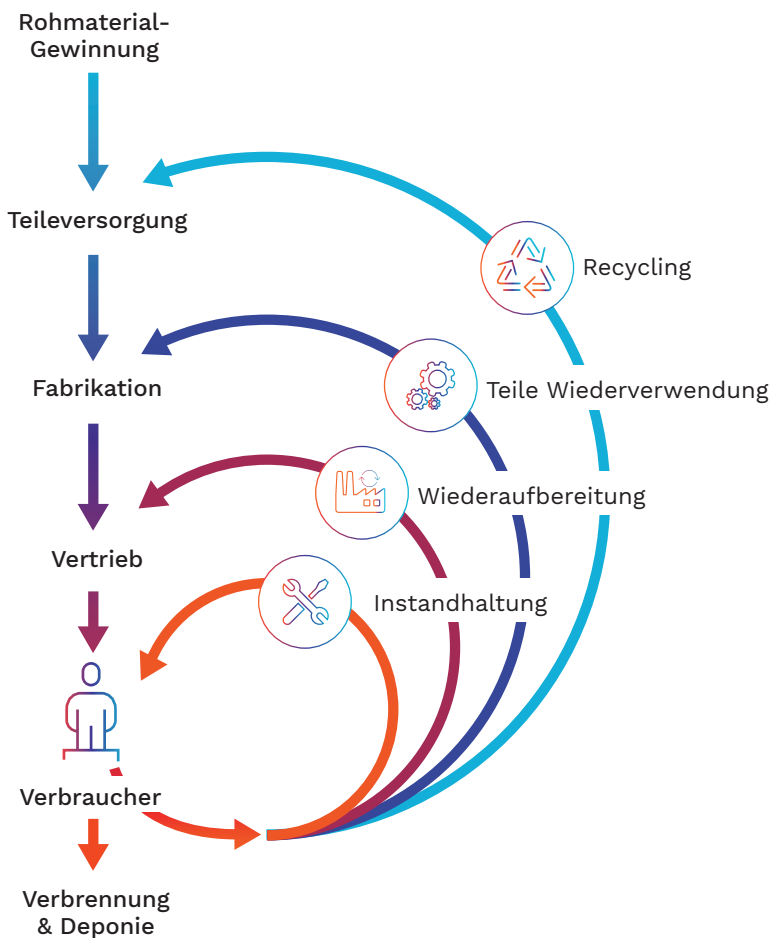 Rohmaterial-
Gewinnung
Teileversorgung
Recycling
Fabrikation
Teile Wiederverwendung
Wiederaufbereitung
Vertrieb
Instandhaltung
Verbraucher
Verbrennung
& Deponie